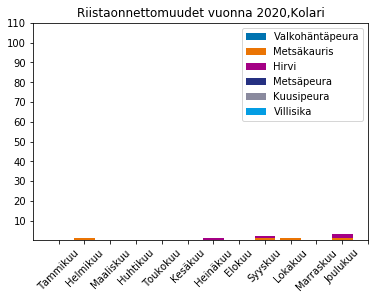 Riistaonnettomuudet vuonna 2020,Kolari
110
100
90
80
70
60
50
40
30
20
10
Valkohäntäpeura
Metsäkauris
Hirvi
Metsäpeura
Kuusipeura
Villisika
Tammikuu
Helmikuu
Maaliskuu
Huhtikuu
Toukokuu
Kesäkuu
Heinäkuu
Elokuu
Syyskuu
Lokakuu
Marraskuu
Joulukuu